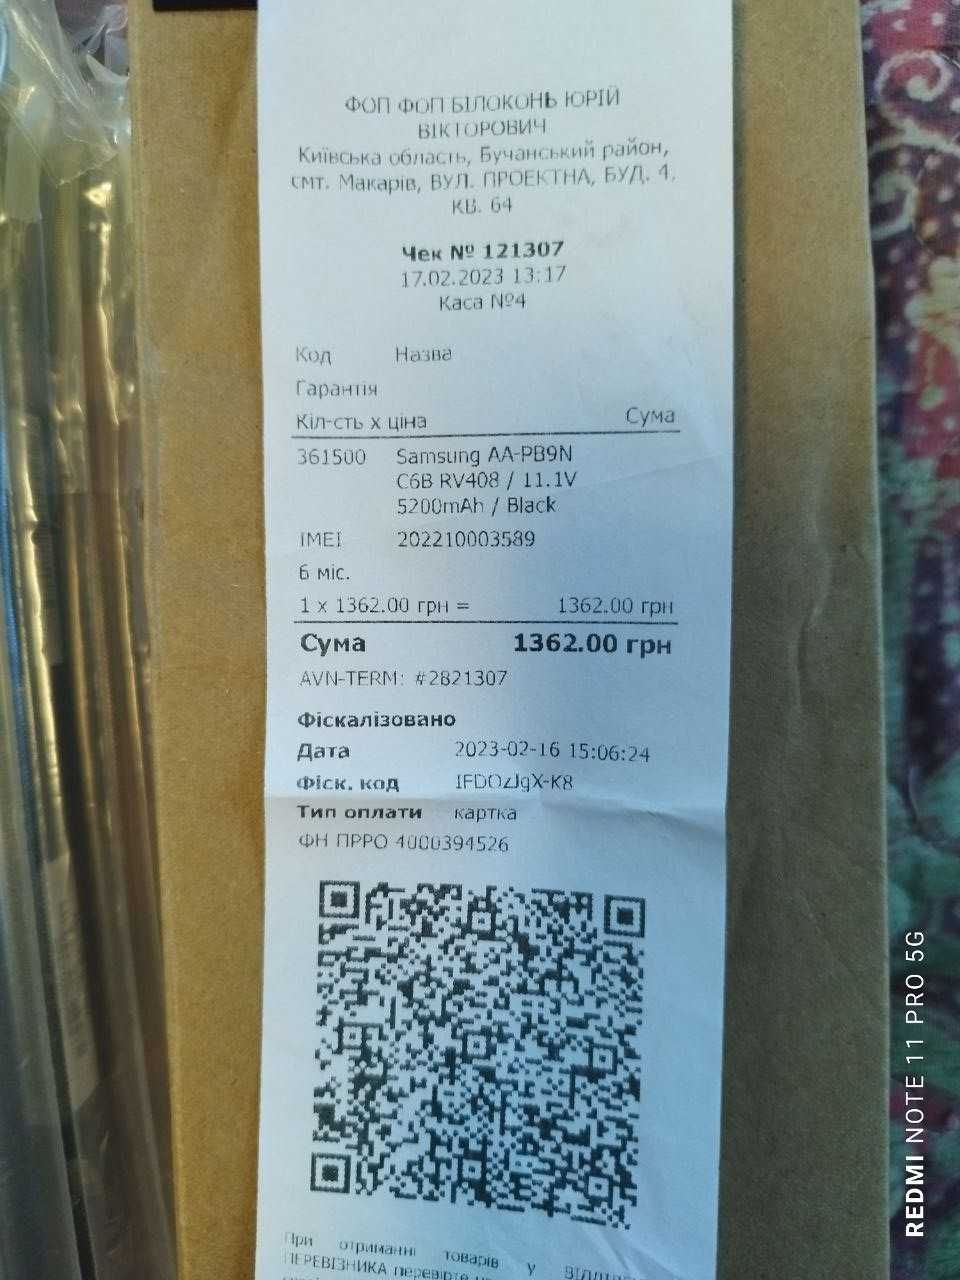 ФОП ФОП БІЛОКОНЬ ЮРІЙ
ВІКТОРОВИЧ
Київська область, Бучанський район,
смт. Макарів, ВУЛ. ПРОЕКТНА, БУД. 4,
КВ. 64
Чек № 121307
17.02.2023 13:17
Каса №4
Код Назва
Гарантія
Кіл-сть х ціна Сума
361500 Samsung AA-PB9N
C6B RV408 / 11.1V
5200mAh / Black
IMEI 202210003589
6 міс.
1 x 1362.00 грн = 1362.00 грн
Сума 1362.00 грн
AVN-TERM: #2821307
Фіскалізовано
Дата 2023-02-16 15:06:24
Фіск. код IFDOzJgX-K8
Тип оплати картка
ФН ПРРО 4000394526
При отриманні товарів у
ПЕРЕВІЗНИКА перевірте
REDMI NOTE 11 PRO 5G